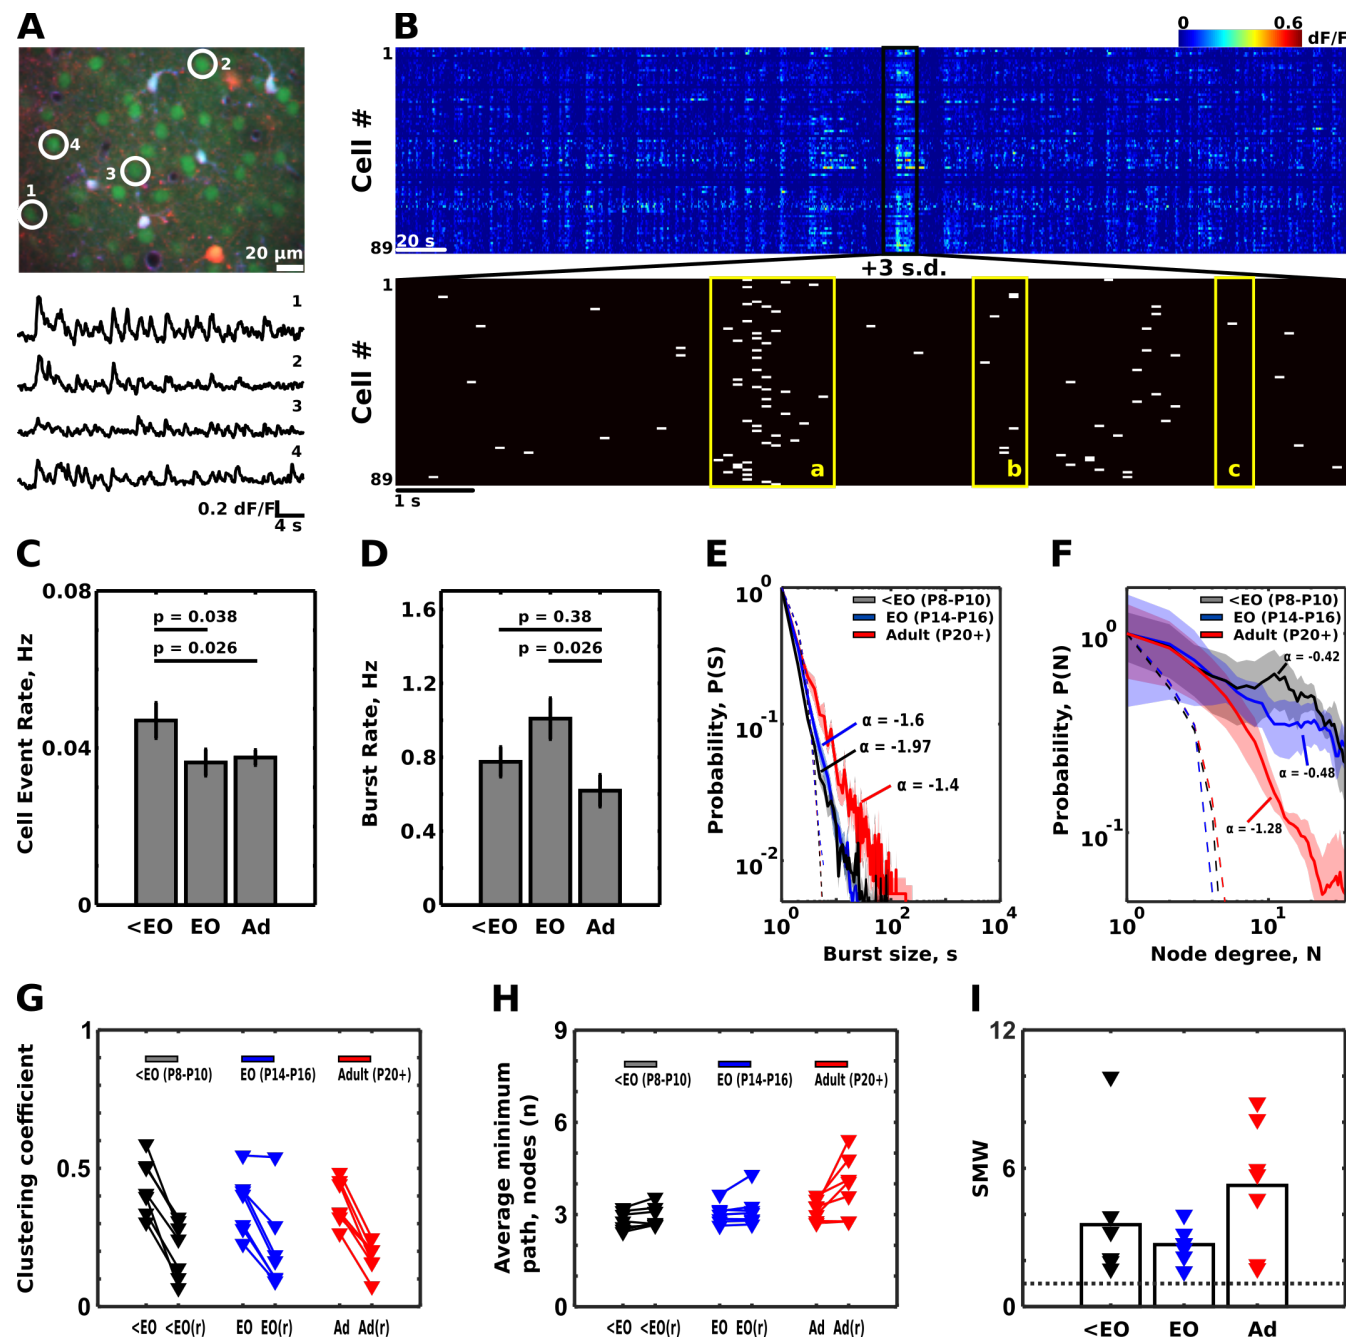 A
2
4
3
1
20 µm
1
2
3
4
0.2 dF/F
4 s
B
0
0.6
dF/F
1
Cell #
89
20 s
+3 s.d.
1
Cell #
89
a
b
c
1 s
C
0.08
0.04
0
Cell Event Rate, Hz
p = 0.038
p = 0.026
<EO
EO
Ad
D
1.6
1.2
0.8
0.4
0
Burst Rate, Hz
p = 0.38
p = 0.026
<EO
EO
Ad
E
<EO (P8-P10)
EO (P14-P16)
Adult (P20+)
10^0
10^-1
10^-2
Probability, P(S)
α = -1.6
α = -1.97
α = -1.4
10^0
10^2
10^4
Burst size, s
F
<EO (P8-P10)
EO (P14-P16)
Adult (P20+)
10^0
10^-1
Probability, P(N)
α = -0.42
α = -0.48
α = -1.28
10^0
10^1
Node degree, N
G
1
0.5
0
Clustering coefficient
<EO (P8-P10)
EO (P14-P16)
Adult (P20+)
<EO
<EO(r)
EO
EO(r)
Ad
Ad(r)
H
9
6
3
0
Average minimum
path, nodes (n)
<EO (P8-P10)
EO (P14-P16)
Adult (P20+)
<EO
<EO(r)
EO
EO(r)
Ad
Ad(r)
I
12
6
0
SMW
<EO
EO
Ad